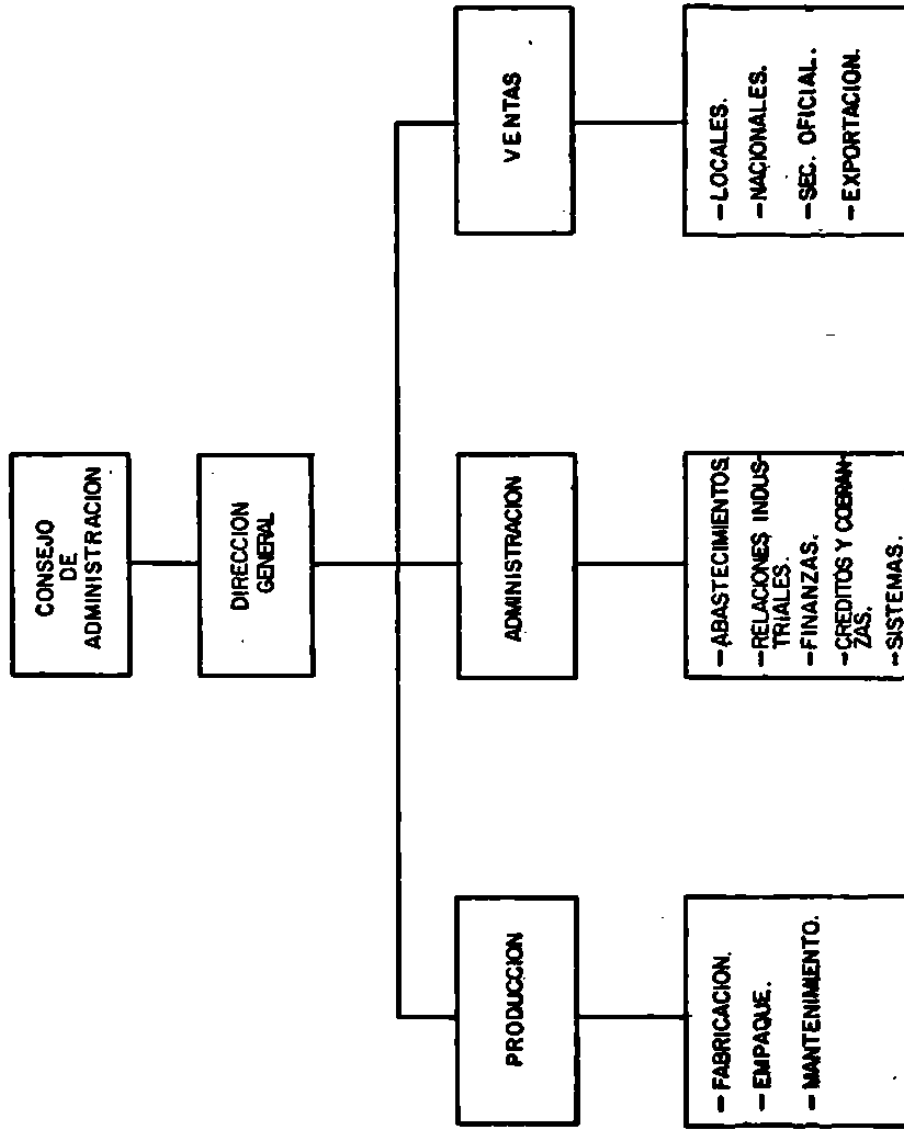 CONSEJO
DE
ADMINISTRACION
DIRECCION
GENERAL
PRODUCCION
ADMINISTRACION
VENTAS
- FABRICACION.
- EMPAQUE.
- MANTENIMIENTO.
- ABASTECIMIENTOS.
- RELACIONES INDUS-
TRIALES.
- FINANZAS.
- CREDITOS Y COBRAN-
ZAS.
- SISTEMAS.
- LOCALES.
- NACIONALES.
- SEC. OFICIAL.
- EXPORTACION.